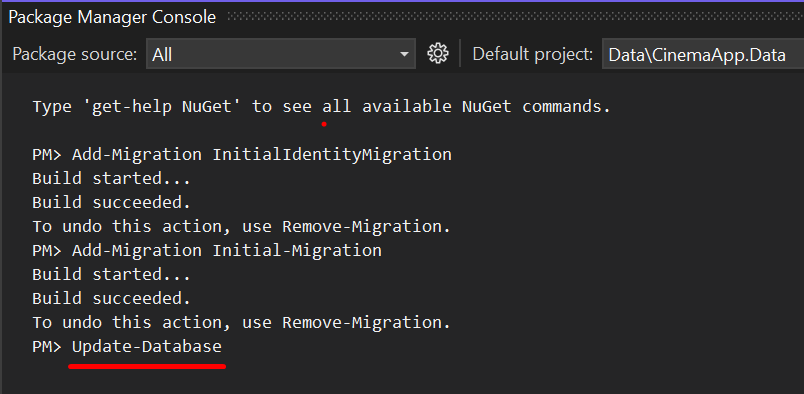 Package Manager Console
Package source: All Default project: Data\CinemaApp.Data
Type 'get-help NuGet' to see all available NuGet commands.
PM> Add-Migration InitialIdentityMigration
Build started...
Build succeeded.
To undo this action, use Remove-Migration.
PM> Add-Migration Initial-Migration
Build started...
Build succeeded.
To undo this action, use Remove-Migration.
PM> Update-Database